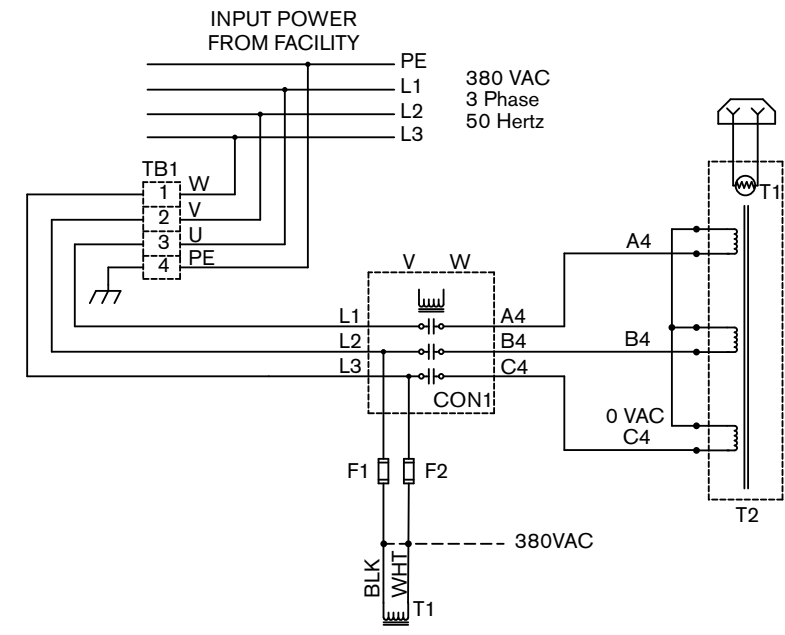 INPUT POWER
FROM FACILITY
PE
L1
L2
L3
380 VAC
3 Phase
50 Hertz
TB1
1 W
2 V
3 U
4 PE
T1
A4
V W
L1 A4
L2 B4
L3 C4
B4
CON1
0 VAC
C4
F1 F2
T2
380VAC
BLK
WHT
T1